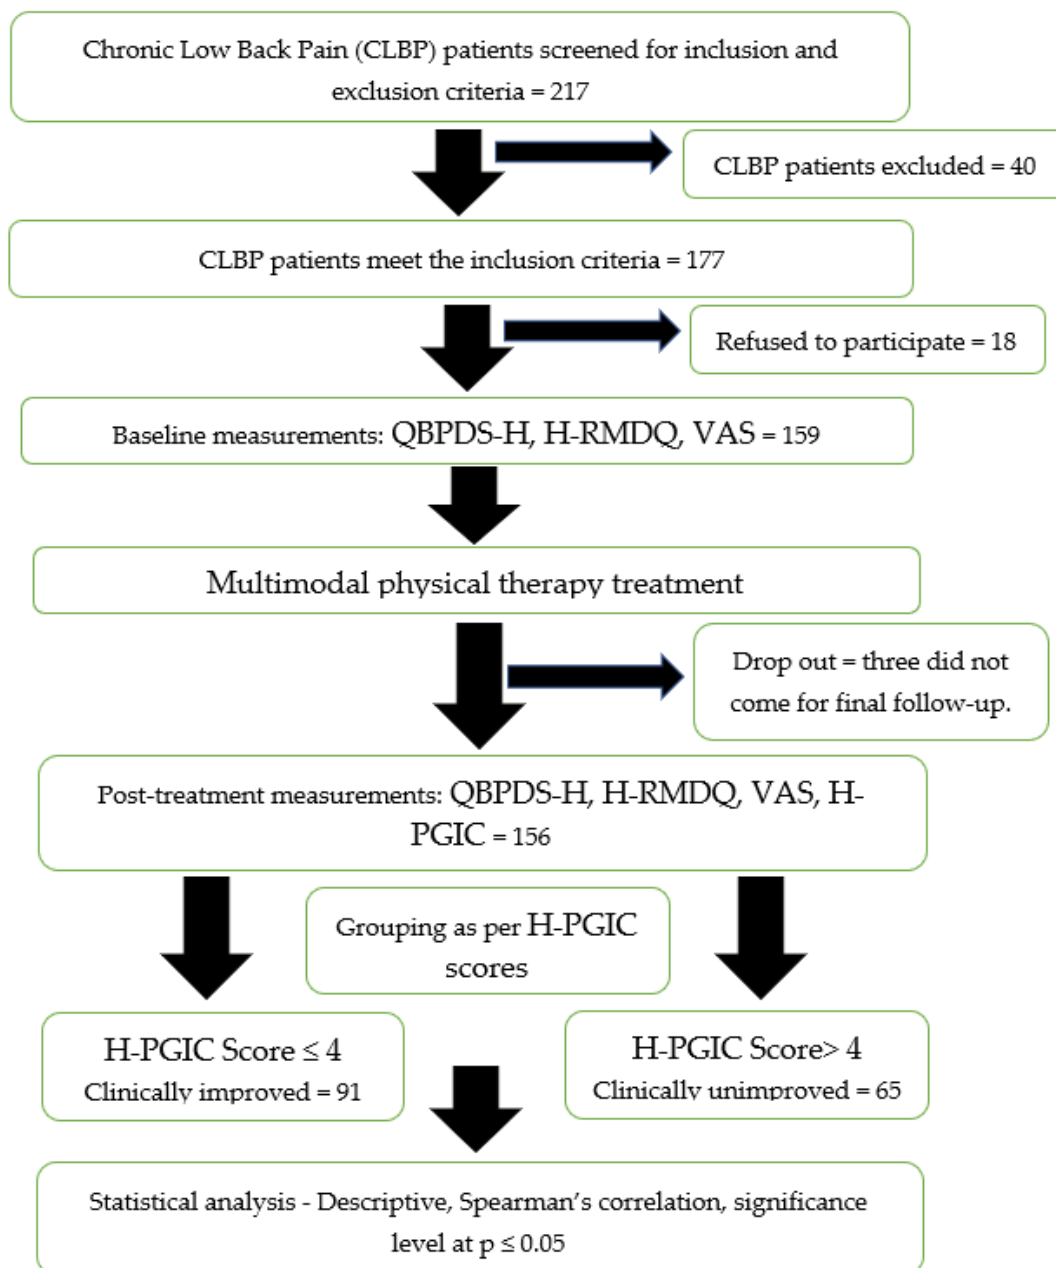 Chronic Low Back Pain (CLBP) patients screened for inclusion and
exclusion criteria = 217
CLBP patients excluded = 40
CLBP patients meet the inclusion criteria = 177
Refused to participate = 18
Baseline measurements: QBPDS-H, H-RMDQ, VAS = 159
Multimodal physical therapy treatment
Drop out = three did not
come for final follow-up.
Post-treatment measurements: QBPDS-H, H-RMDQ, VAS, H-
PGIC = 156
Grouping as per H-PGIC
scores
H-PGIC Score ≤ 4
Clinically improved = 91
H-PGIC Score> 4
Clinically unimproved = 65
Statistical analysis - Descriptive, Spearman’s correlation, significance
level at p ≤ 0.05